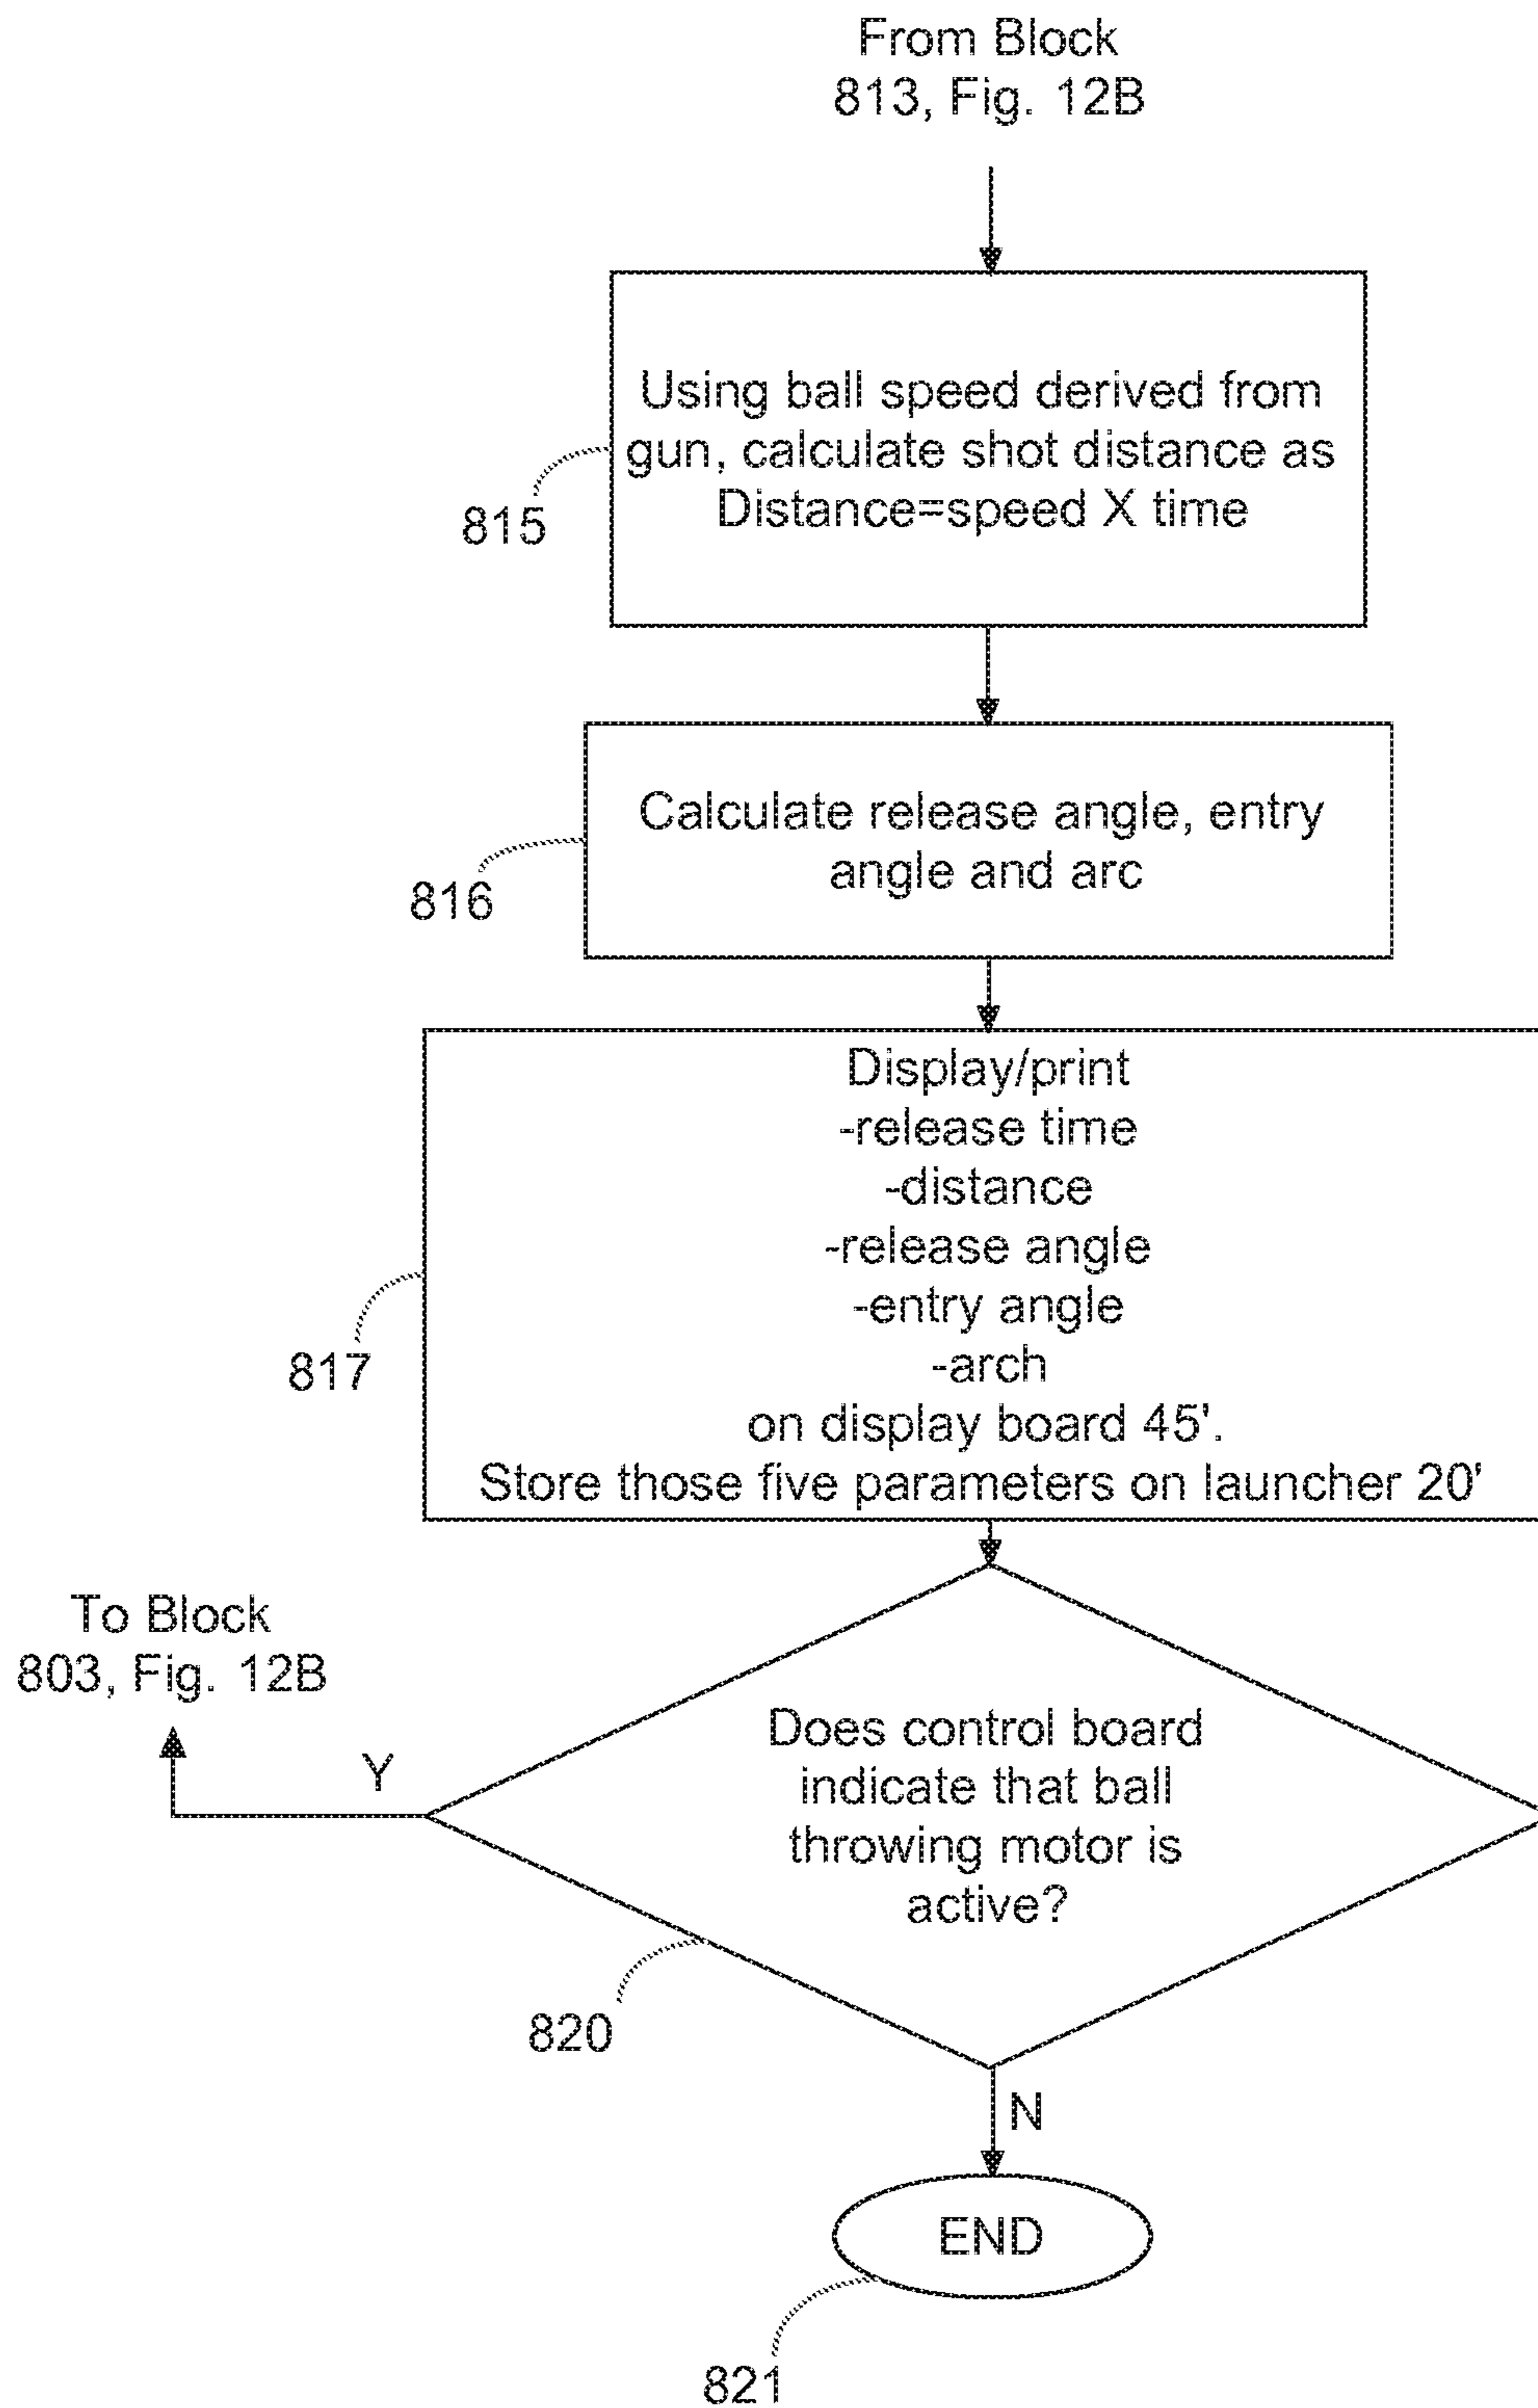 From Block
813, Fig. 12B
Using ball speed derived from
gun, calculate shot distance as
Distance=speed X time
815
Calculate release angle, entry
angle and arc
816
Display/print
-release time
-distance
-release angle
-entry angle
-arch
on display board 45'.
Store those five parameters on launcher 20'
817
To Block
803, Fig. 12B
Y
Does control board
indicate that ball
throwing motor is
active?
820
N
END
821